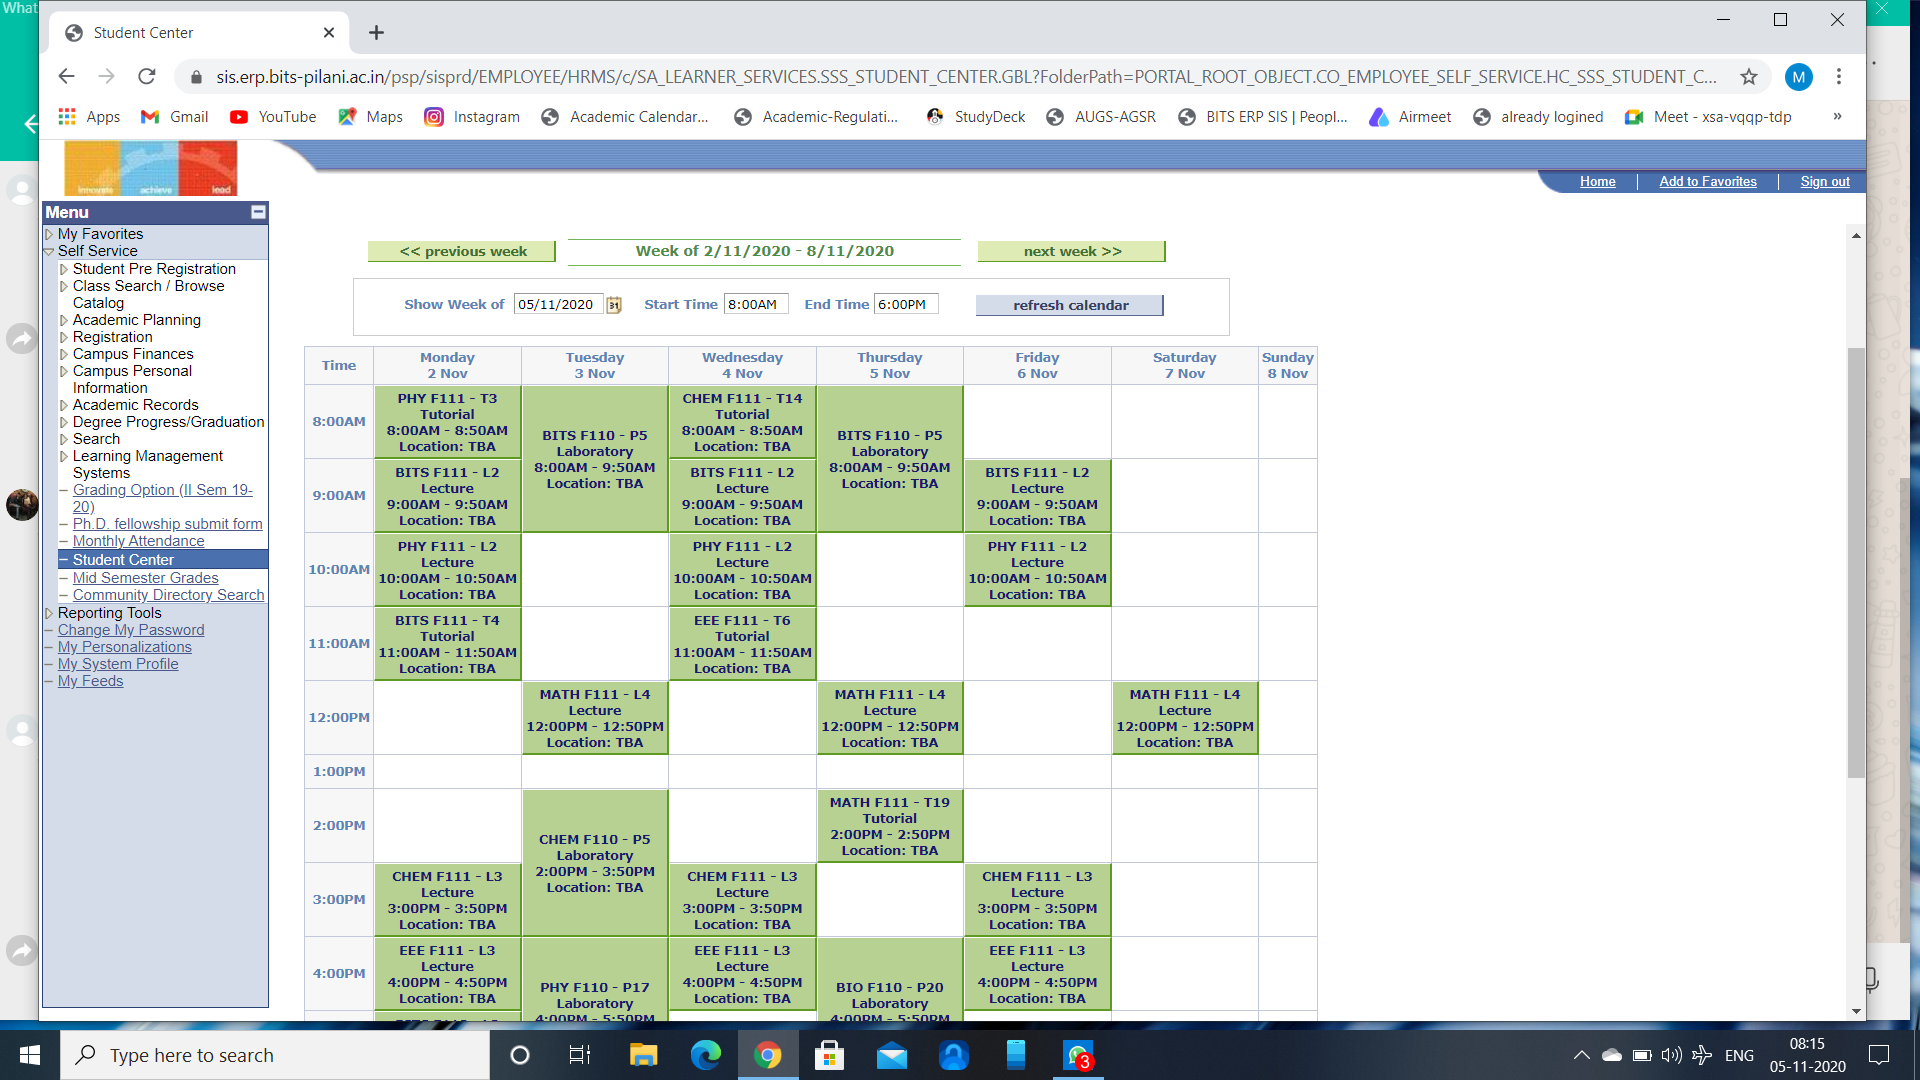 What
Student Center
sis.erp.bits-pilani.ac.in/psp/sisprd/EMPLOYEE/HRMS/c/SA_LEARNER_SERVICES.SSS_STUDENT_CENTER.GBL?FolderPath=PORTAL_ROOT_OBJECT.CO_EMPLOYEE_SELF_SERVICE.HC_SSS_STUDENT_C...
M
Apps Gmail YouTube Maps Instagram Academic Calendar... Academic-Regulati... StudyDeck AUGS-AGSR BITS ERP SIS | Peopl... Airmeet already logined Meet - xsa-vqqp-tdp »
innovate achieve lead
Home Add to Favorites Sign out
Menu
My Favorites
Self Service
Student Pre Registration
Class Search / Browse
Catalog
Academic Planning
Registration
Campus Finances
Campus Personal
Information
Academic Records
Degree Progress/Graduation
Search
Learning Management
Systems
Grading Option (II Sem 19-
20)
Ph.D. fellowship submit form
Monthly Attendance
Student Center
Mid Semester Grades
Community Directory Search
Reporting Tools
Change My Password
My Personalizations
My System Profile
My Feeds
<< previous week Week of 2/11/2020 - 8/11/2020 next week >>
Show Week of 05/11/2020 31 Start Time 8:00AM End Time 6:00PM refresh calendar
Time Monday Tuesday Wednesday Thursday Friday Saturday Sunday
2 Nov 3 Nov 4 Nov 5 Nov 6 Nov 7 Nov 8 Nov
8:00AM
PHY F111 - T3
Tutorial
8:00AM - 8:50AM
Location: TBA
BITS F110 - P5
Laboratory
8:00AM - 9:50AM
Location: TBA
CHEM F111 - T14
Tutorial
8:00AM - 8:50AM
Location: TBA
BITS F110 - P5
Laboratory
8:00AM - 9:50AM
Location: TBA
9:00AM
BITS F111 - L2
Lecture
9:00AM - 9:50AM
Location: TBA
BITS F111 - L2
Lecture
9:00AM - 9:50AM
Location: TBA
BITS F111 - L2
Lecture
9:00AM - 9:50AM
Location: TBA
10:00AM
PHY F111 - L2
Lecture
10:00AM - 10:50AM
Location: TBA
PHY F111 - L2
Lecture
10:00AM - 10:50AM
Location: TBA
PHY F111 - L2
Lecture
10:00AM - 10:50AM
Location: TBA
11:00AM
BITS F111 - T4
Tutorial
11:00AM - 11:50AM
Location: TBA
EEE F111 - T6
Tutorial
11:00AM - 11:50AM
Location: TBA
12:00PM
MATH F111 - L4
Lecture
12:00PM - 12:50PM
Location: TBA
MATH F111 - L4
Lecture
12:00PM - 12:50PM
Location: TBA
MATH F111 - L4
Lecture
12:00PM - 12:50PM
Location: TBA
1:00PM
2:00PM
CHEM F110 - P5
Laboratory
2:00PM - 3:50PM
Location: TBA
MATH F111 - T19
Tutorial
2:00PM - 2:50PM
Location: TBA
3:00PM
CHEM F111 - L3
Lecture
3:00PM - 3:50PM
Location: TBA
CHEM F111 - L3
Lecture
3:00PM - 3:50PM
Location: TBA
CHEM F111 - L3
Lecture
3:00PM - 3:50PM
Location: TBA
4:00PM
EEE F111 - L3
Lecture
4:00PM - 4:50PM
Location: TBA
PHY F110 - P17
Laboratory
4:00PM - 5:50PM
EEE F111 - L3
Lecture
4:00PM - 4:50PM
Location: TBA
BIO F110 - P20
Laboratory
4:00PM - 5:50PM
EEE F111 - L3
Lecture
4:00PM - 4:50PM
Location: TBA
Type here to search
3
ENG
08:15
05-11-2020